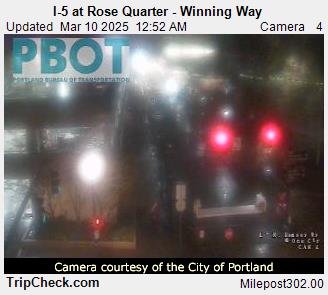 I-5 at Rose Quarter - Winning Way
Updated Mar 10 2025 12:52 AM Camera 4
PBOT
PORTLAND BUREAU OF TRANSPORTATION
Camera courtesy of the City of Portland
TripCheck.com
Milepost302.00